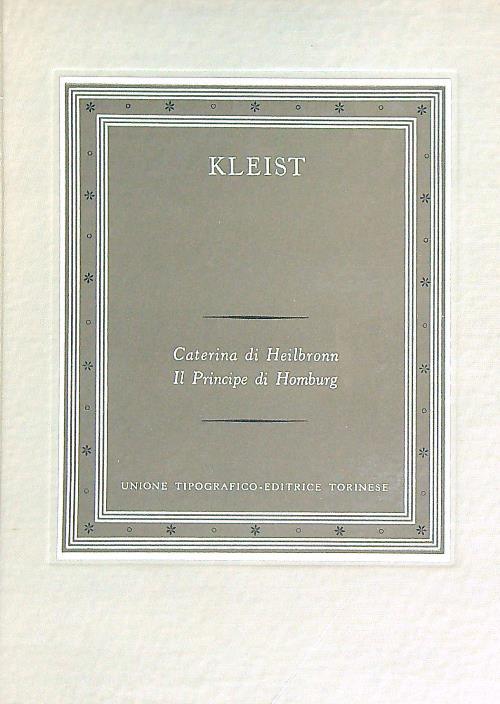 KLEIST
Caterina di Heilbronn
Il Principe di Homburg
UNIONE TIPOGRAFICO-EDITRICE TORINESE